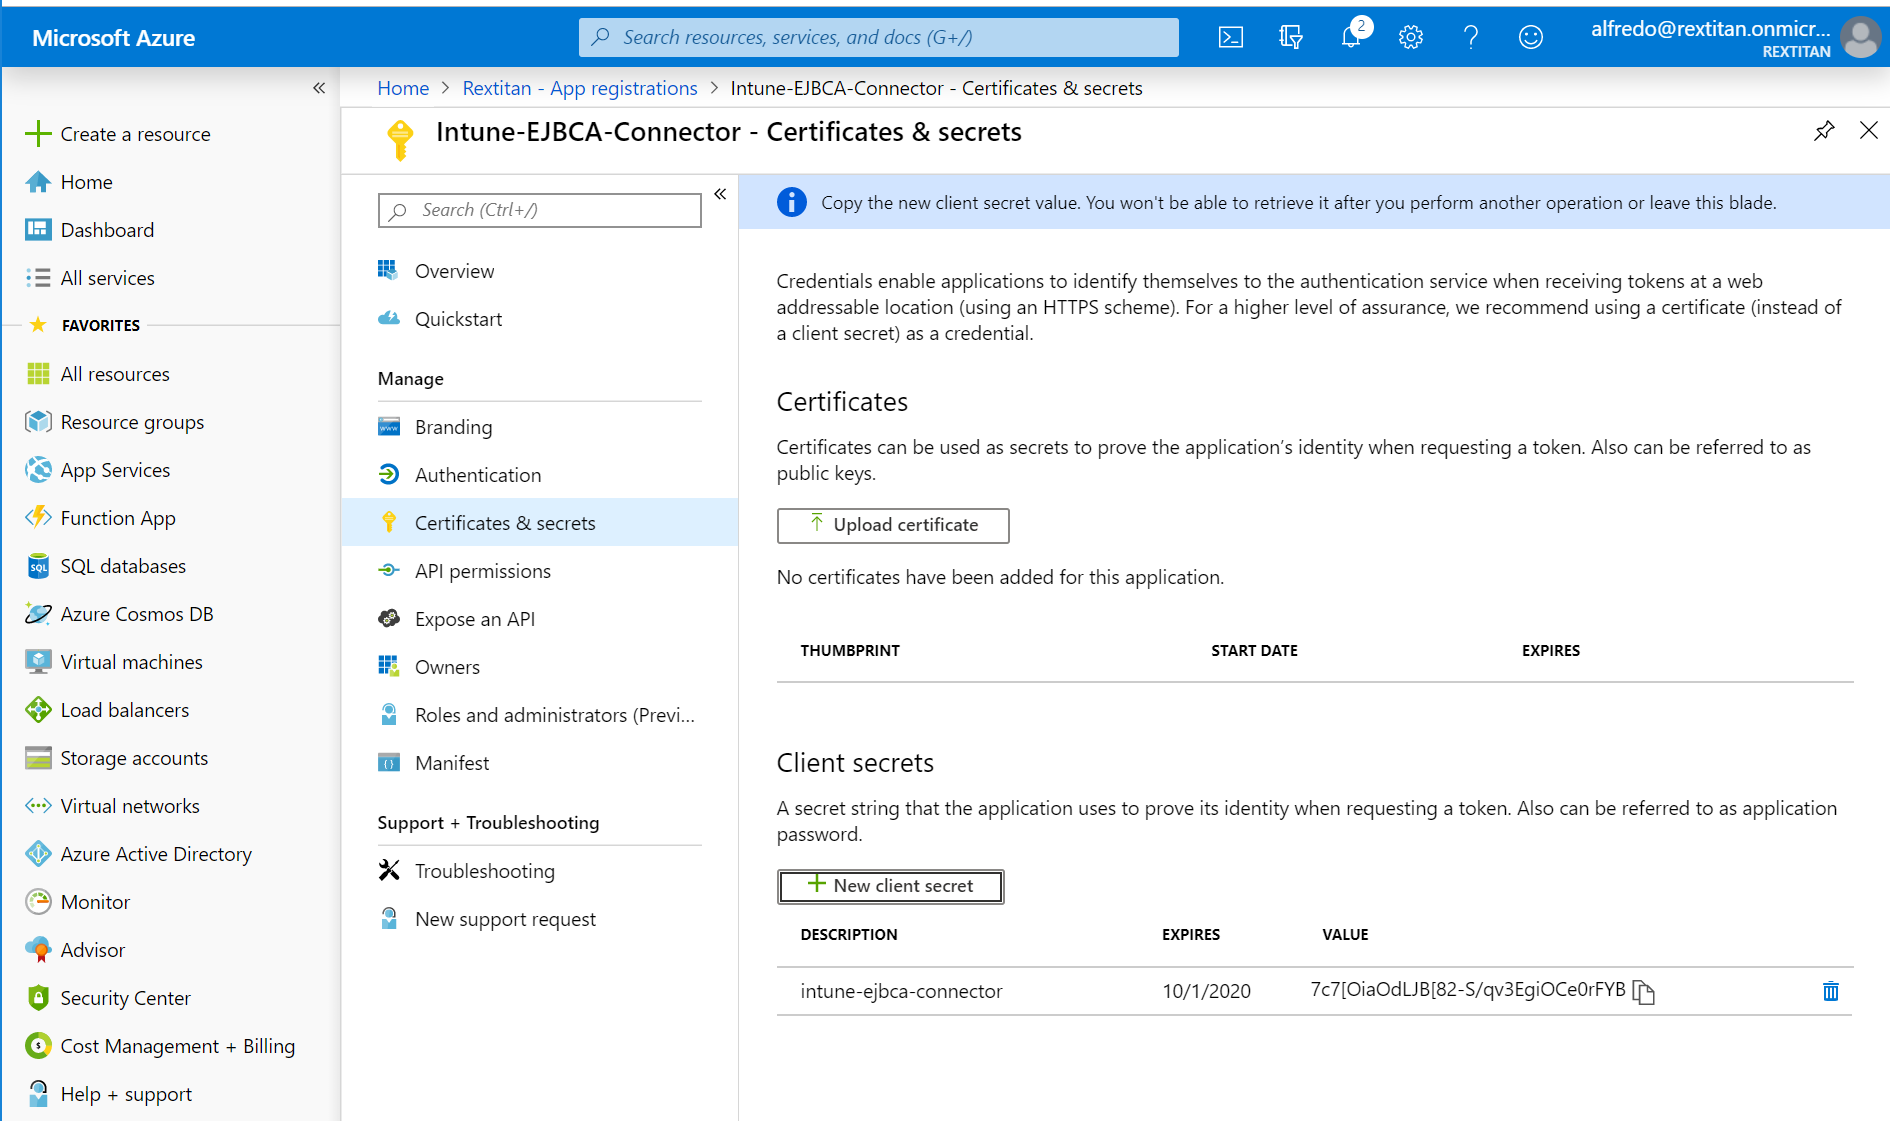 Microsoft Azure
Search resources, services, and docs (G+/)
2
alfredo@rextitan.onmicr...
REXTITAN
«
Home > Rextitan - App registrations > Intune-EJBCA-Connector - Certificates & secrets
Create a resource
Home
Dashboard
All services
FAVORITES
All resources
Resource groups
App Services
Function App
SQL databases
Azure Cosmos DB
Virtual machines
Load balancers
Storage accounts
Virtual networks
Azure Active Directory
Monitor
Advisor
Security Center
Cost Management + Billing
Help + support
Intune-EJBCA-Connector - Certificates & secrets
Search (Ctrl+/)
«
Overview
Quickstart
Manage
Branding
Authentication
Certificates & secrets
API permissions
Expose an API
Owners
Roles and administrators (Previ...
Manifest
Support + Troubleshooting
Troubleshooting
New support request
Copy the new client secret value. You won't be able to retrieve it after you perform another operation or leave this blade.
Credentials enable applications to identify themselves to the authentication service when receiving tokens at a web
addressable location (using an HTTPS scheme). For a higher level of assurance, we recommend using a certificate (instead of
a client secret) as a credential.
Certificates
Certificates can be used as secrets to prove the application’s identity when requesting a token. Also can be referred to as
public keys.
Upload certificate
No certificates have been added for this application.
THUMBPRINT START DATE EXPIRES
Client secrets
A secret string that the application uses to prove its identity when requesting a token. Also can be referred to as application
password.
New client secret
DESCRIPTION EXPIRES VALUE
intune-ejbca-connector 10/1/2020 7c7[OiaOdLJB[82-S/qv3EgiOCe0rFYB